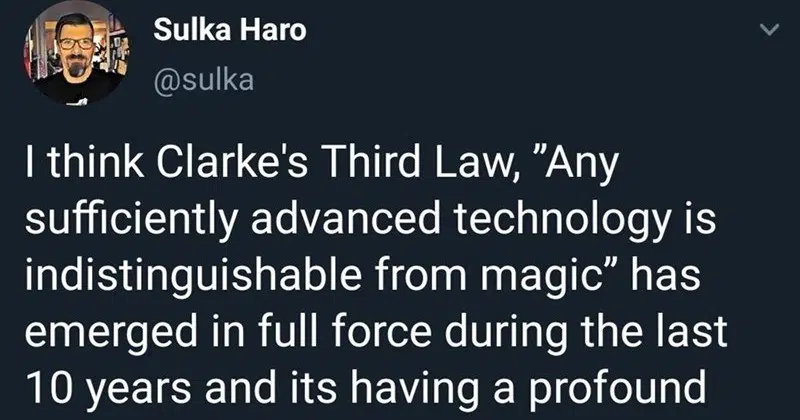 Sulka Haro
@sulka
I think Clarke's Third Law, ”Any
sufficiently advanced technology is
indistinguishable from magic” has
emerged in full force during the last
10 years and its having a profound